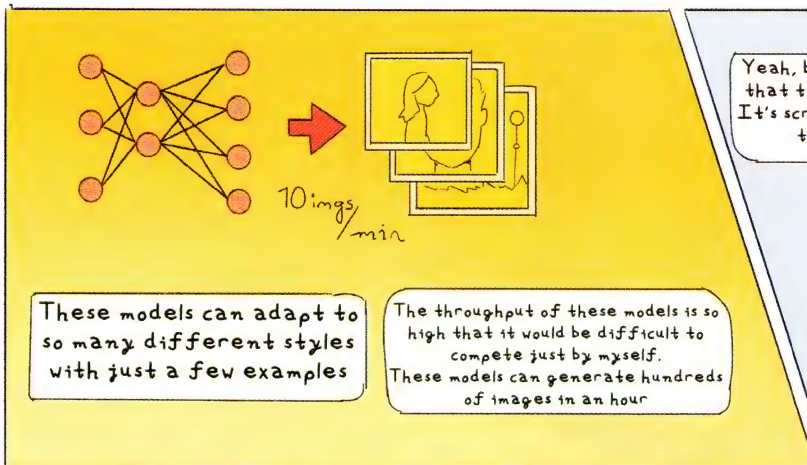 10 imgs/min
These models can adapt to
so many different styles
with just a few examples
The throughput of these models is so
high that it would be difficult to
compete just by myself.
These models can generate hundreds
of images in an hour
Yeah,
that
It's